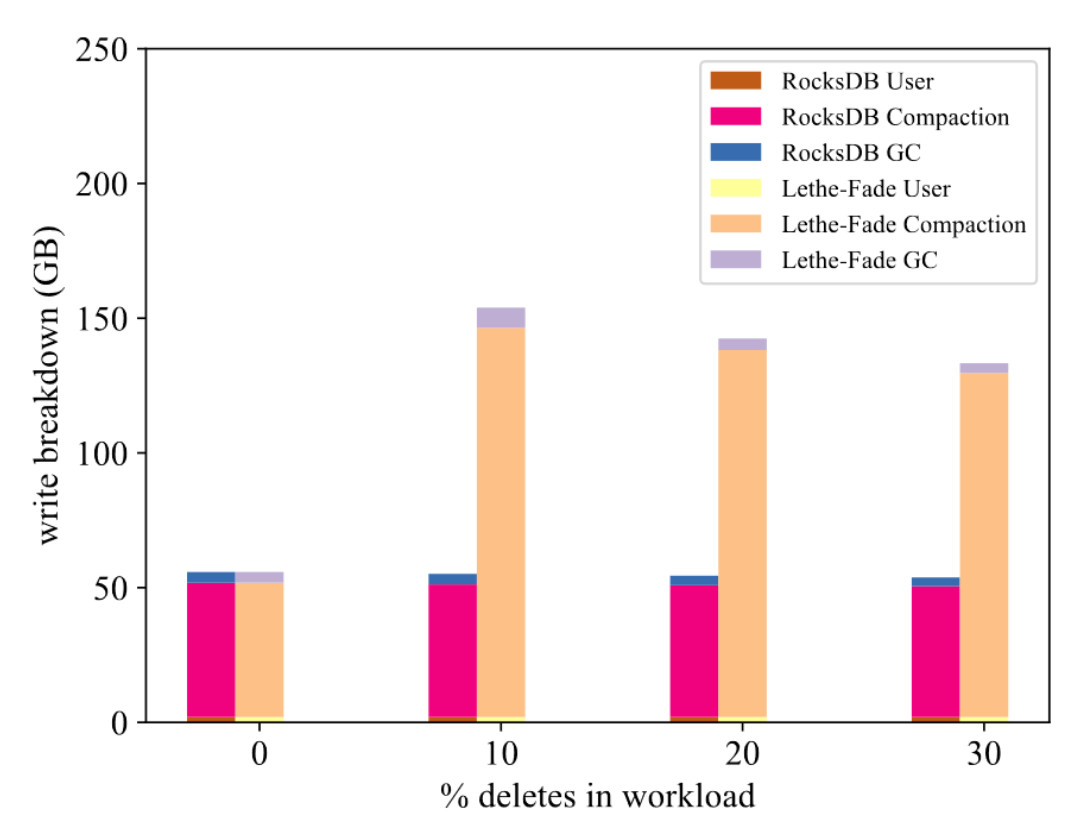 250
200
150
100
50
0
write breakdown (GB)
RocksDB User
RocksDB Compaction
RocksDB GC
Lethe-Fade User
Lethe-Fade Compaction
Lethe-Fade GC
0 10 20 30
% deletes in workload